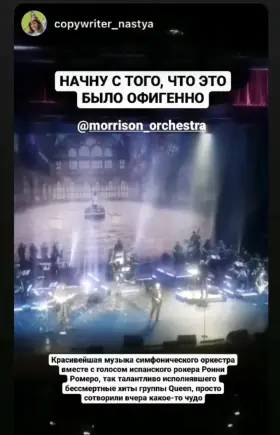 copywriter_nastya
НАЧНУ С ТОГО, ЧТО ЭТО
БЫЛО ОФИГЕННО
@morrison_orchestra
Красивейшая музыка симфонического оркестра
вместе с голосом испанского рокера Ронни
Ромеро, так талантливо исполнявшего
бессмертные хиты группы Queen, просто
сотворили вчера какое-то чудо